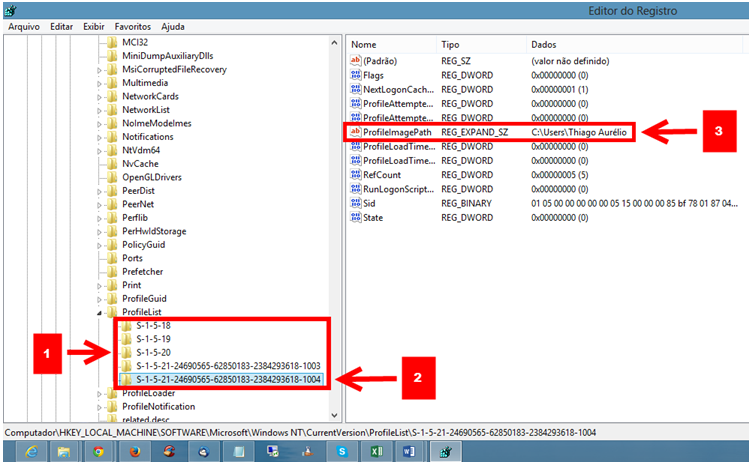 Editor do Registro
Arquivo Editar Exibir Favoritos Ajuda
MCI32
MiniDumpAuxiliaryDlls
MsiCorruptedFileRecovery
Multimedia
NetworkCards
NetworkList
NoImeModeImes
Notifications
NtVdm64
NvCache
OpenGLDrivers
PeerDist
PeerNet
Perflib
PerHwIdStorage
PolicyGuid
Ports
Prefetcher
Print
ProfileGuid
ProfileList
S-1-5-18
S-1-5-19
S-1-5-20
S-1-5-21-24690565-62850183-2384293618-1003
S-1-5-21-24690565-62850183-2384293618-1004
ProfileLoader
ProfileNotification
related.desc
1
2
Nome Tipo Dados
(Padrão) REG_SZ (valor não definido)
Flags REG_DWORD 0x00000000 (0)
NextLogonCach... REG_DWORD 0x00000001 (1)
ProfileAttempte... REG_DWORD 0x00000000 (0)
ProfileAttempte... REG_DWORD 0x00000000 (0)
ProfileImagePath REG_EXPAND_SZ C:\Users\Thiago Aurélio
ProfileLoadTime... REG_DWORD 0x00000000 (0)
ProfileLoadTime... REG_DWORD 0x00000000 (0)
RefCount REG_DWORD 0x00000005 (5)
RunLogonScript... REG_DWORD 0x00000000 (0)
Sid REG_BINARY 01 05 00 00 00 00 00 05 15 00 00 00 85 bf 78 01 87 04...
State REG_DWORD 0x00000000 (0)
3
Computador\HKEY_LOCAL_MACHINE\SOFTWARE\Microsoft\Windows NT\CurrentVersion\ProfileList\S-1-5-21-24690565-62850183-2384293618-1004